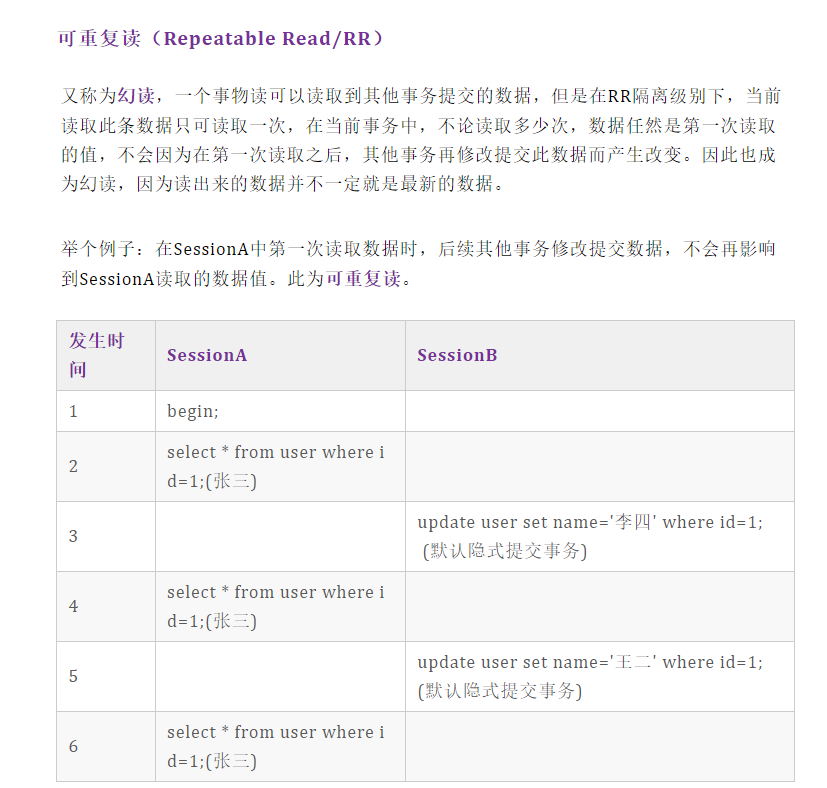 可重复读（Repeatable Read/RR）
又称为幻读，一个事物读可以读取到其他事务提交的数据，但是在RR隔离级别下，当前
读取此条数据只可读取一次，在当前事务中，不论读取多少次，数据任然是第一次读取
的值，不会因为在第一次读取之后，其他事务再修改提交此数据而产生改变。因此也成
为幻读，因为读出来的数据并不一定就是最新的数据。
举个例子：在SessionA中第一次读取数据时，后续其他事务修改提交数据，不会再影响
到SessionA读取的数据值。此为可重复读。
发生时
间
SessionA
SessionB
1
begin;
2
select * from user where i
d=1;(张三)
3
update user set name='李四' where id=1;
(默认隐式提交事务)
4
select * from user where i
d=1;(张三)
5
update user set name='王二' where id=1;
(默认隐式提交事务)
6
select * from user where i
d=1;(张三)